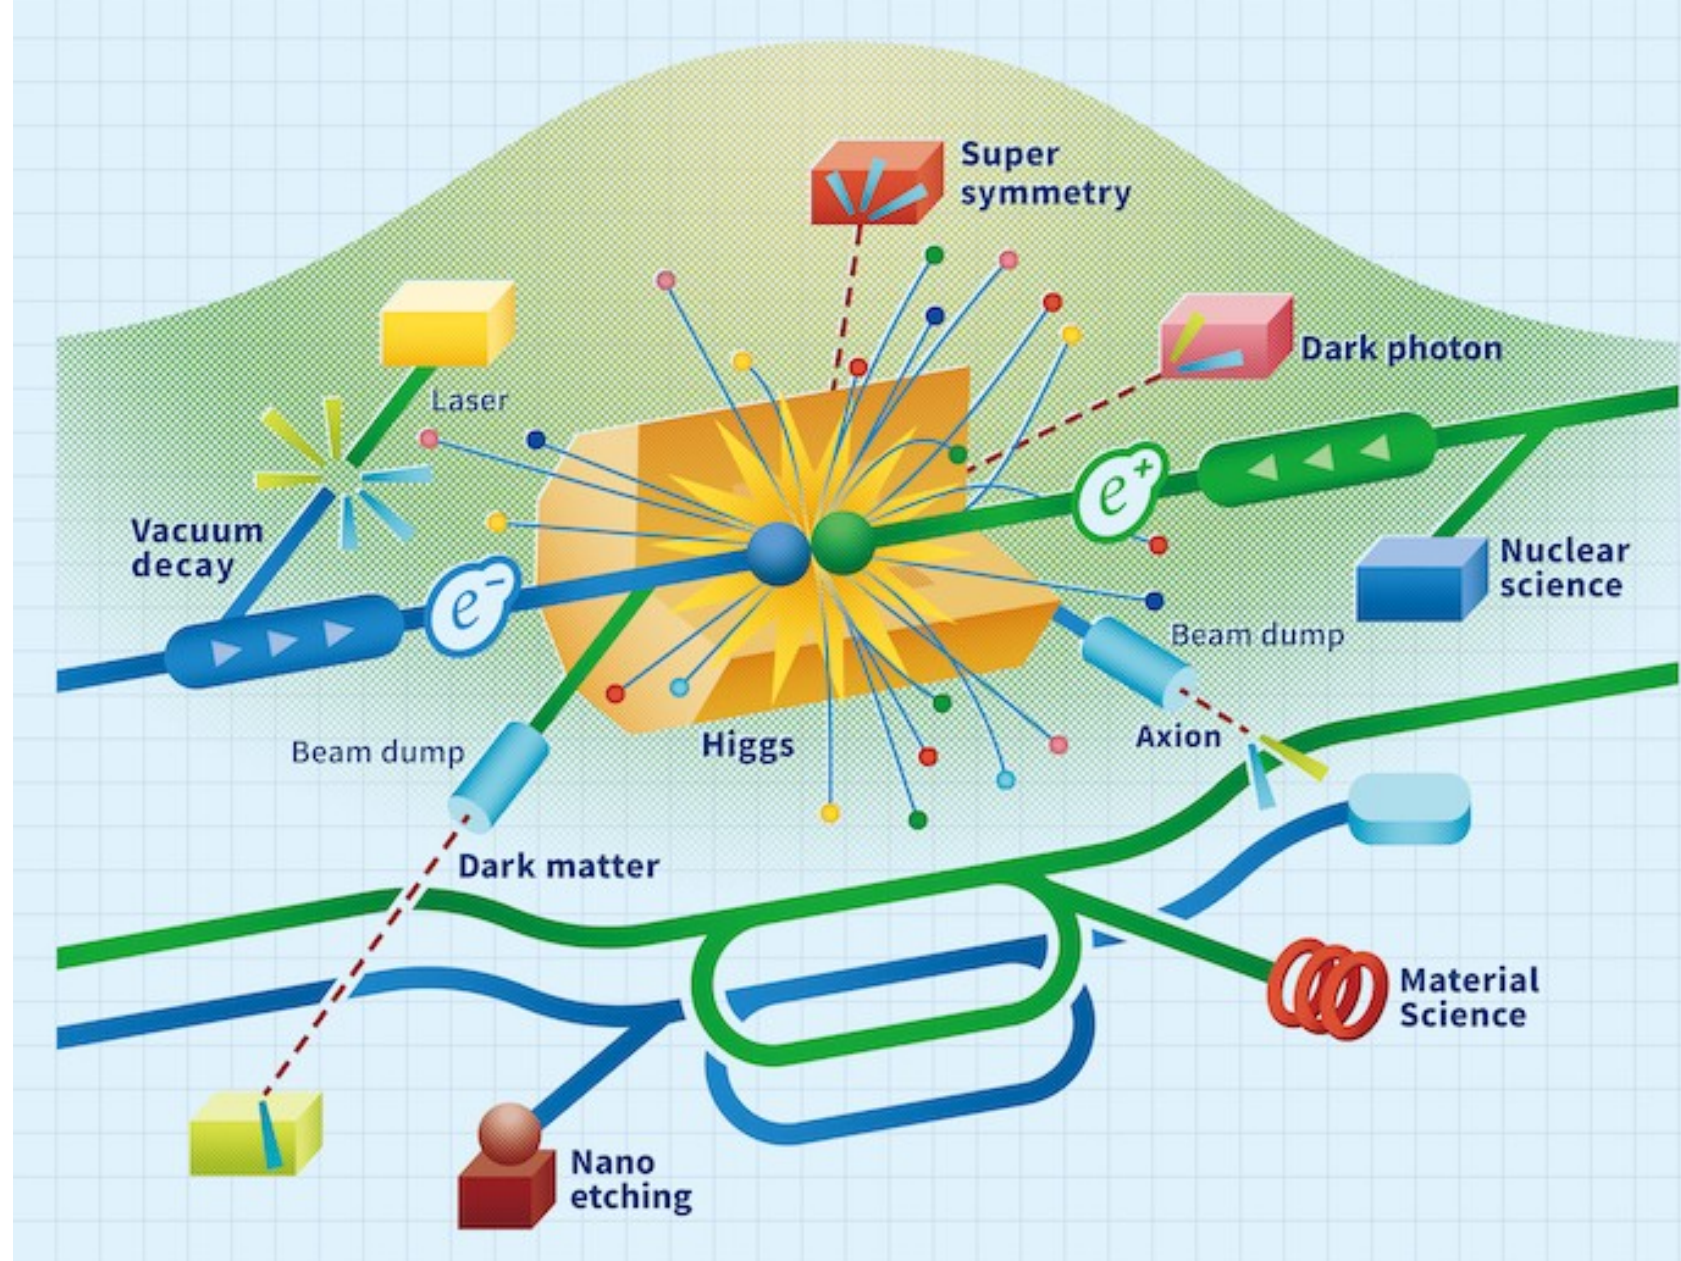 Super
symmetry
Dark photon
Laser
e+
Vacuum
decay
Nuclear
science
e−
Beam dump
Higgs
Axion
Beam dump
Dark matter
Material
Science
Nano
etching